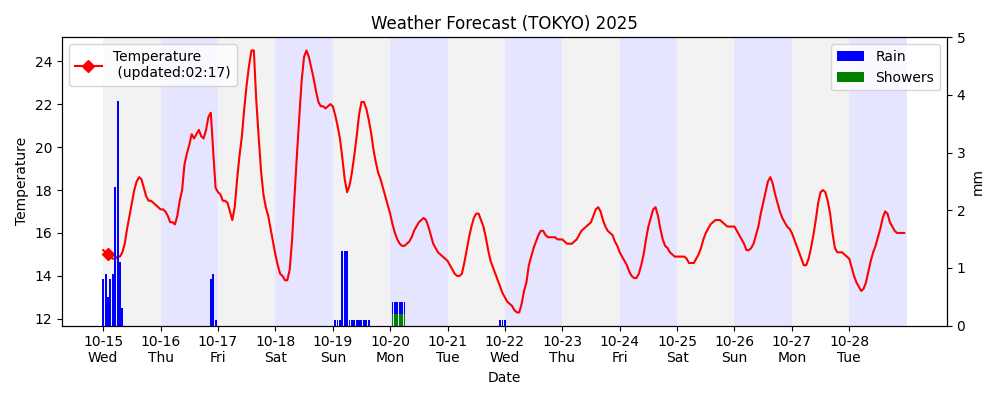 Weather Forecast (TOKYO) 2025
Temperature
(updated:02:17)
Rain
Showers
Temperature
24
22
20
18
16
14
12
5
4
3
2
1
0
mm
10-15 10-16 10-17 10-18 10-19 10-20 10-21 10-22 10-23 10-24 10-25 10-26 10-27 10-28
Wed Thu Fri Sat Sun Mon Tue Wed Thu Fri Sat Sun Mon Tue
Date